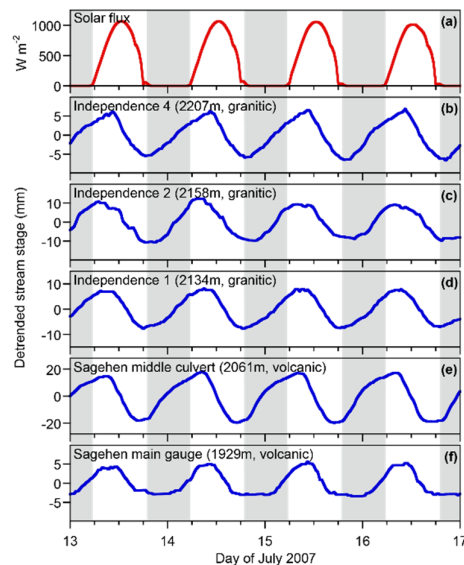 Solar flux (a)
W m-2
1000
500
0
Independence 4 (2207m, granitic) (b)
5
0
-5
Independence 2 (2158m, granitic) (c)
10
0
-10
Detrended stream stage (mm)
Independence 1 (2134m, granitic) (d)
10
0
-10
Sagehen middle culvert (2061m, volcanic) (e)
20
0
-20
Sagehen main gauge (1929m, volcanic) (f)
5
0
-5
13 14 15 16 17
Day of July 2007